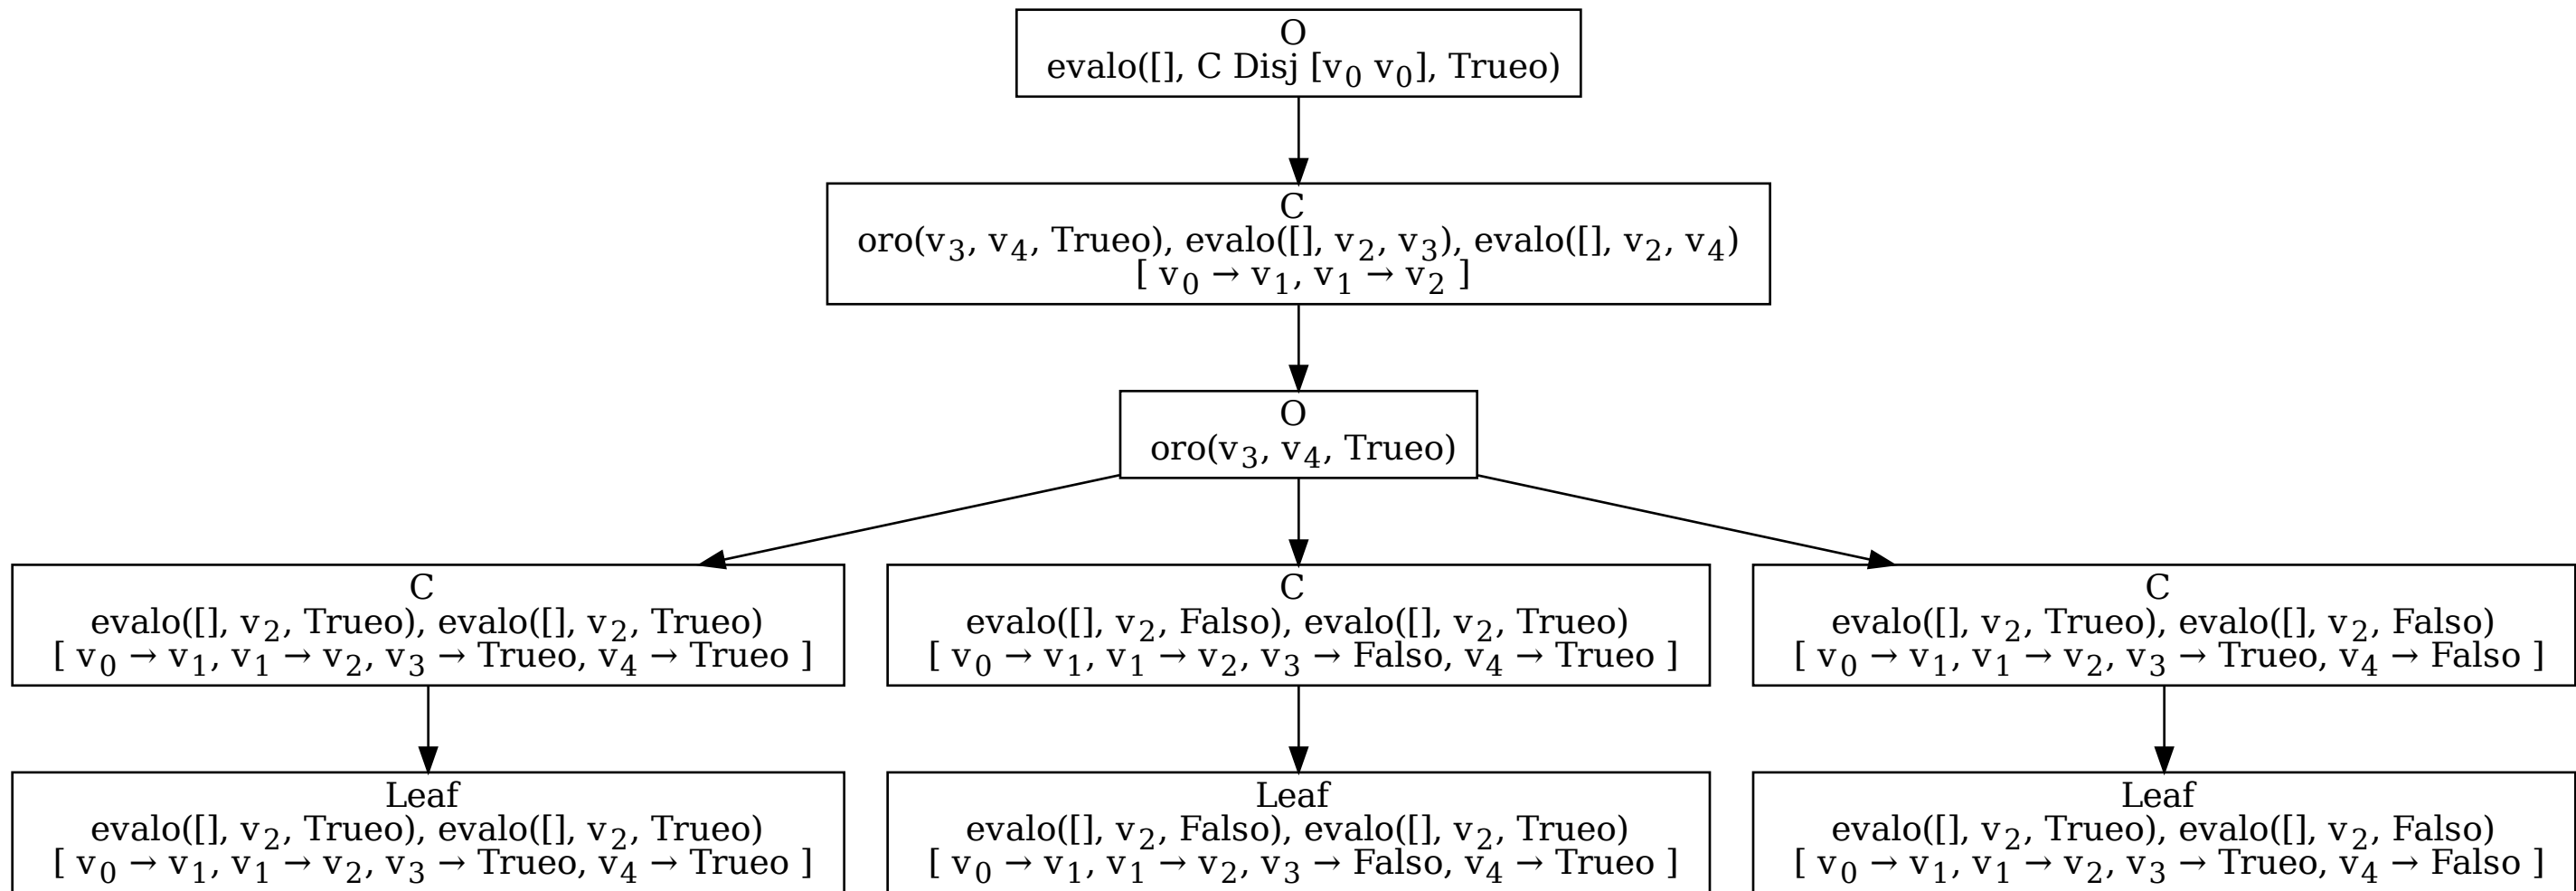 O
evalo([], C Disj [v₀ v₀], Trueo)
C
oro(v₃, v₄, Trueo), evalo([], v₂, v₃), evalo([], v₂, v₄)
[ v₀ → v₁, v₁ → v₂ ]
O
oro(v₃, v₄, Trueo)
C
evalo([], v₂, Trueo), evalo([], v₂, Trueo)
[ v₀ → v₁, v₁ → v₂, v₃ → Trueo, v₄ → Trueo ]
C
evalo([], v₂, Falso), evalo([], v₂, Trueo)
[ v₀ → v₁, v₁ → v₂, v₃ → Falso, v₄ → Trueo ]
C
evalo([], v₂, Trueo), evalo([], v₂, Falso)
[ v₀ → v₁, v₁ → v₂, v₃ → Trueo, v₄ → Falso ]
Leaf
evalo([], v₂, Trueo), evalo([], v₂, Trueo)
[ v₀ → v₁, v₁ → v₂, v₃ → Trueo, v₄ → Trueo ]
Leaf
evalo([], v₂, Falso), evalo([], v₂, Trueo)
[ v₀ → v₁, v₁ → v₂, v₃ → Falso, v₄ → Trueo ]
Leaf
evalo([], v₂, Trueo), evalo([], v₂, Falso)
[ v₀ → v₁, v₁ → v₂, v₃ → Trueo, v₄ → Falso ]